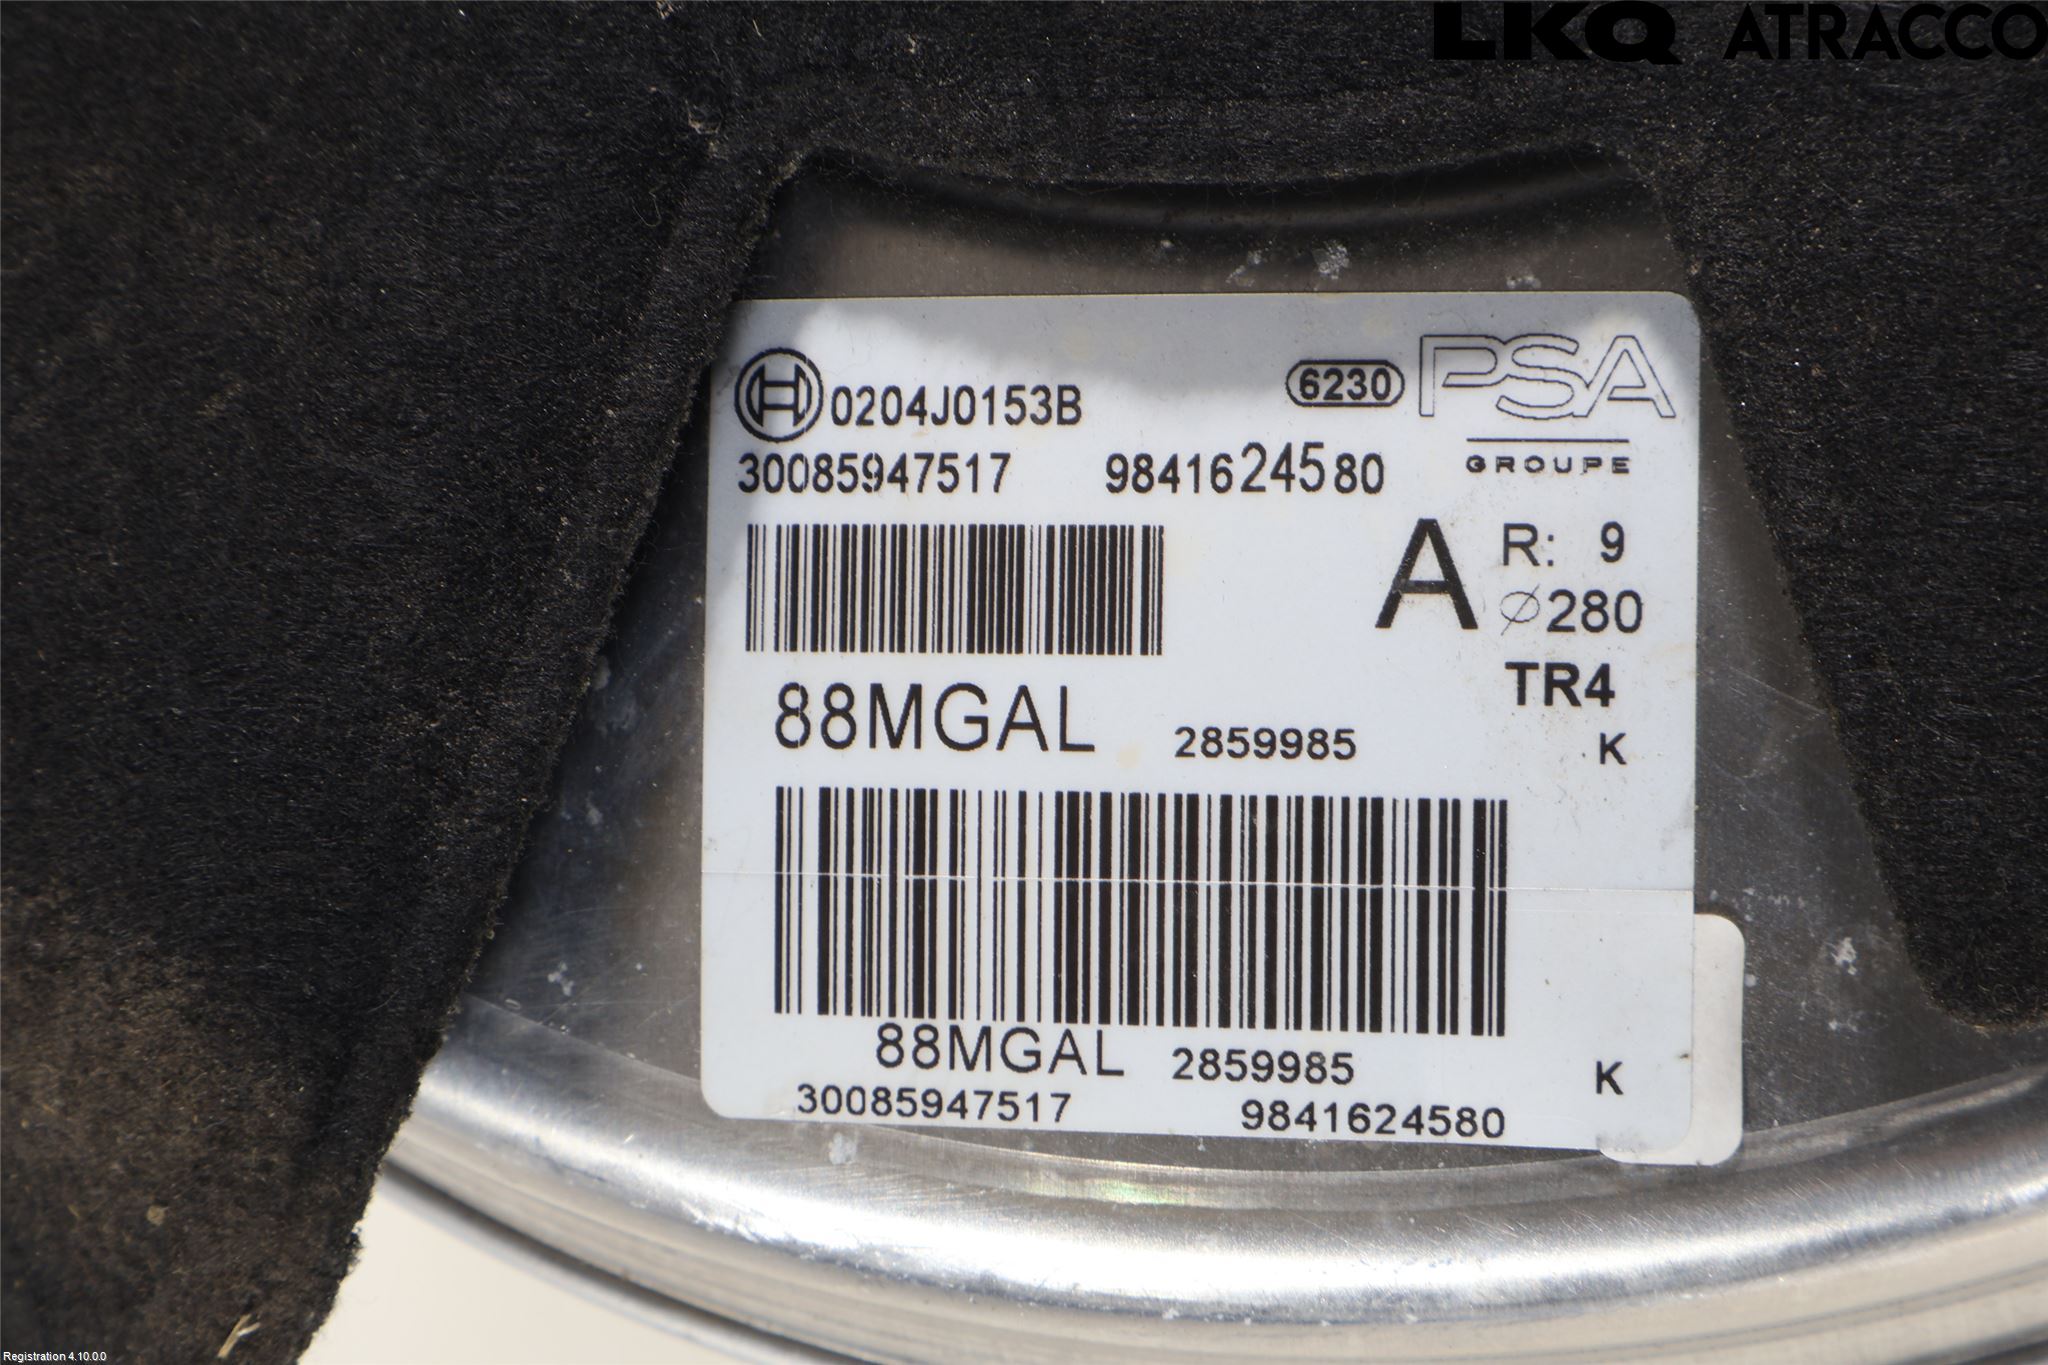 LKQ ATRACCO
0204J0153B
6230
PSA
GROUPE
30085947517 9841624580
A
R: 9
⌀280
TR4
88MGAL 2859985 K
88MGAL 2859985 K
30085947517 9841624580
Registration 4.10.0.0